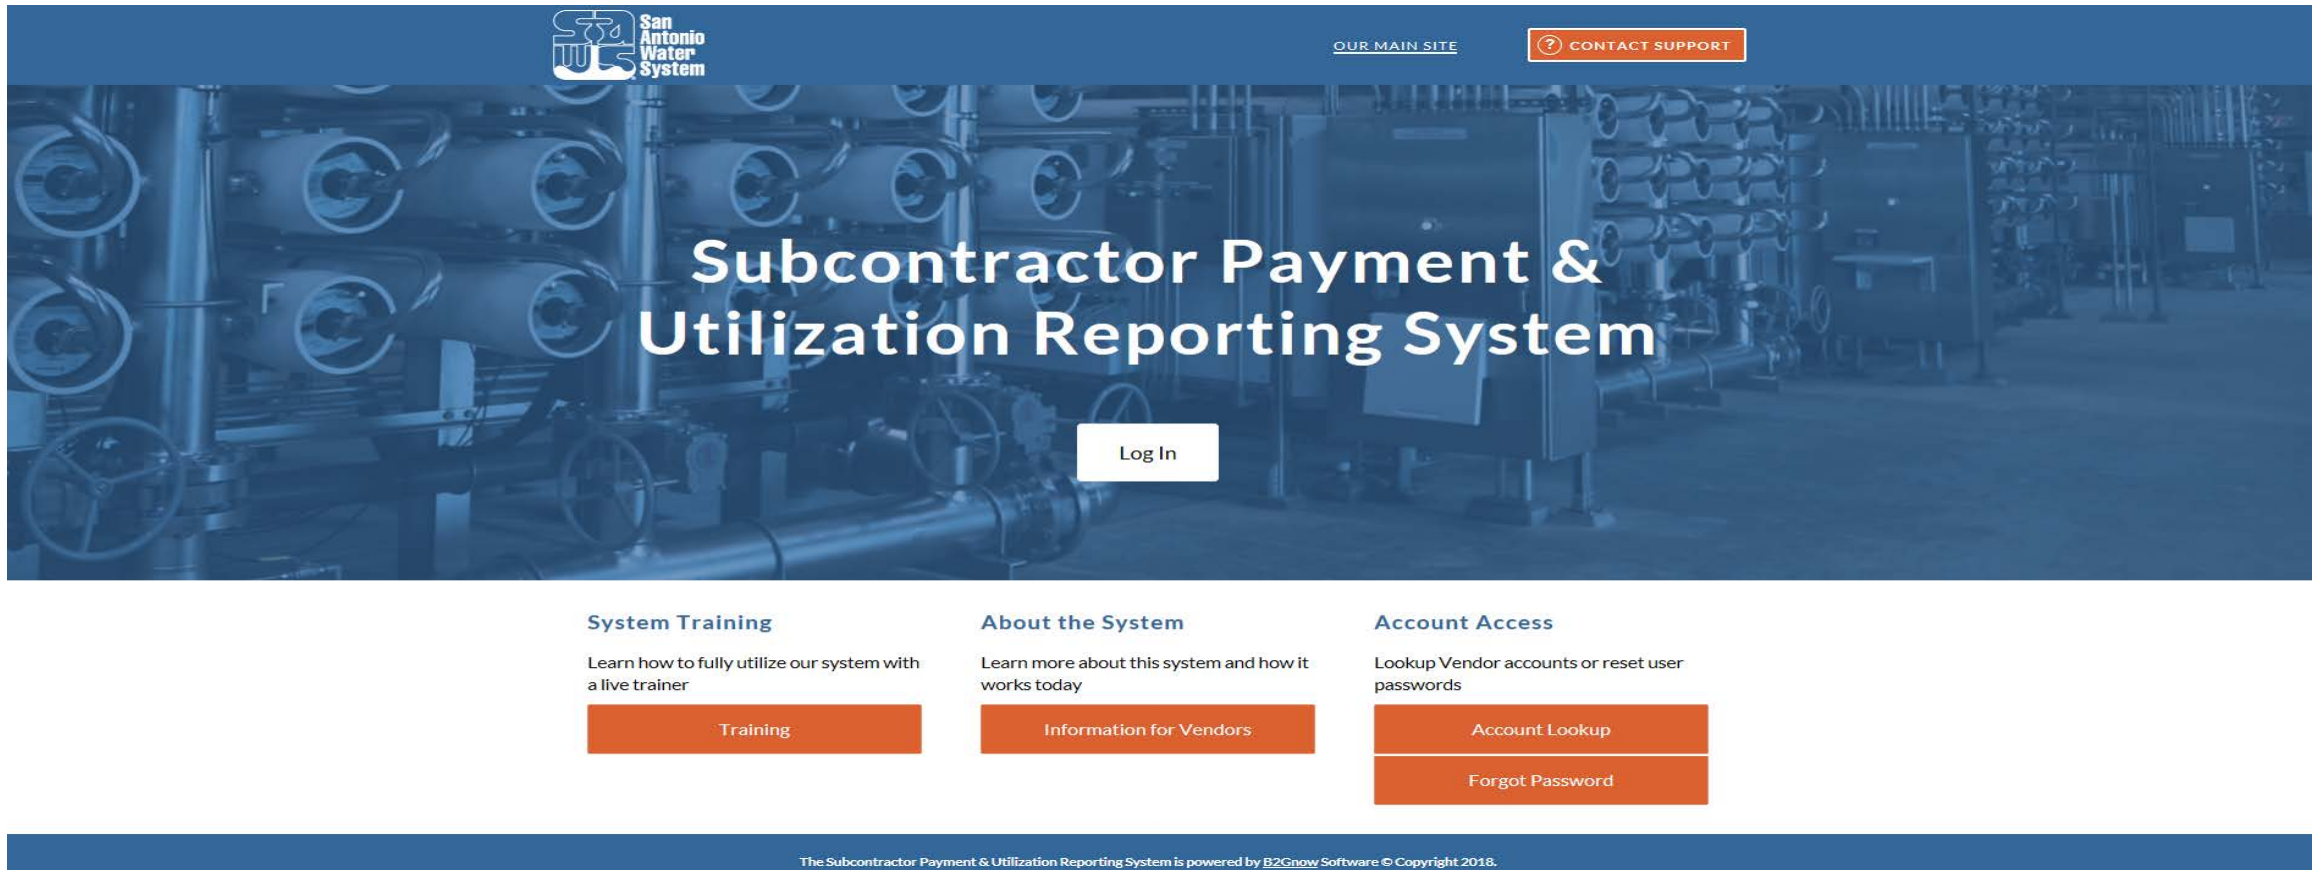 San
Antonio
Water
System
OUR MAIN SITE
? CONTACT SUPPORT
Subcontractor Payment &
Utilization Reporting System
Log In
System Training
Learn how to fully utilize our system with
a live trainer
Training
About the System
Learn more about this system and how it
works today
Information for Vendors
Account Access
Lookup Vendor accounts or reset user
passwords
Account Lookup
Forgot Password
The Subcontractor Payment & Utilization Reporting System is powered by B2Gnow Software © Copyright 2018.